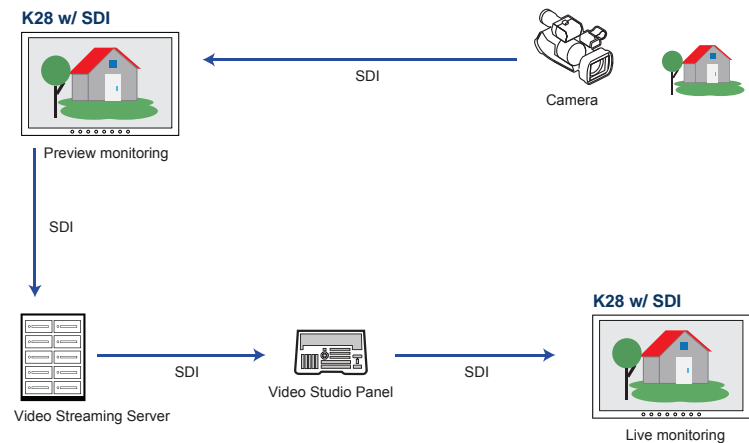 K28 w/ SDI
SDI
Camera
Preview monitoring
SDI
K28 w/ SDI
SDI
Video Studio Panel
SDI
Video Streaming Server
Live monitoring